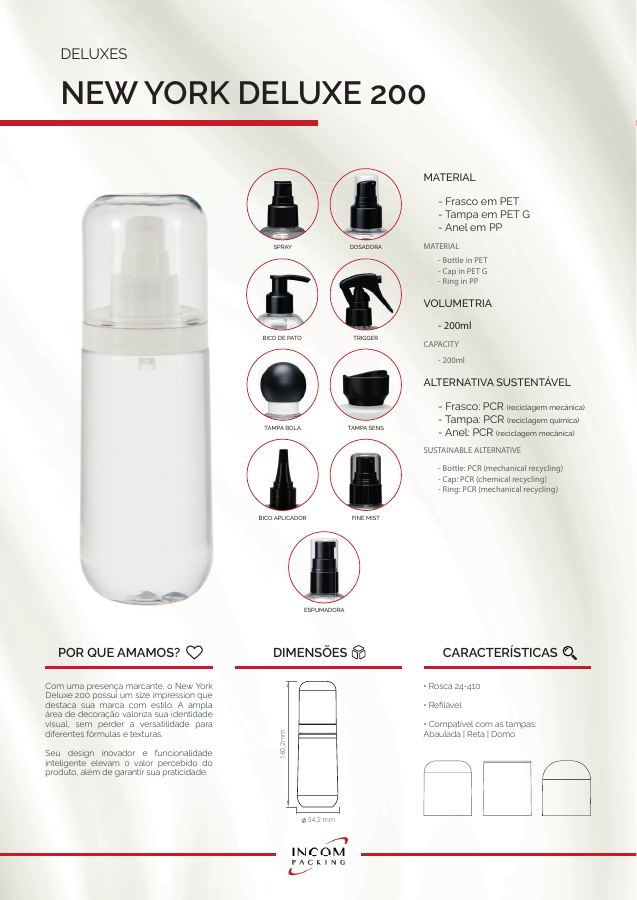 DELUXES
NEW YORK DELUXE 200
SPRAY
DOSADORA
BICO DE PATO
TRIGGER
TAMPA BOLA
TAMPA SENS
BICO APLICADOR
FINE MIST
ESPUMADORA
MATERIAL
- Frasco em PET
- Tampa em PET G
- Anel em PP
MATERIAL
- Bottle in PET
- Cap in PET G
- Ring in PP
VOLUMETRIA
- 200ml
CAPACITY
- 200ml
ALTERNATIVA SUSTENTÁVEL
- Frasco: PCR (reciclagem mecânica)
- Tampa: PCR (reciclagem química)
- Anel: PCR (reciclagem mecânica)
SUSTAINABLE ALTERNATIVE
- Bottle: PCR (mechanical recycling)
- Cap: PCR (chemical recycling)
- Ring: PCR (mechanical recycling)
POR QUE AMAMOS?
Com uma presença marcante, o New York
Deluxe 200 possui um size impression que
destaca sua marca com estilo. A ampla
área de decoração valoriza sua identidade
visual, sem perder a versatilidade para
diferentes fórmulas e texturas.
Seu design inovador e funcionalidade
inteligente elevam o valor percebido do
produto, além de garantir sua praticidade.
DIMENSÕES
ø 54,2 mm
CARACTERÍSTICAS
• Rosca 24-410
• Refilável
• Compatível com as tampas:
Abaulada | Reta | Domo
INCOM
PACKING